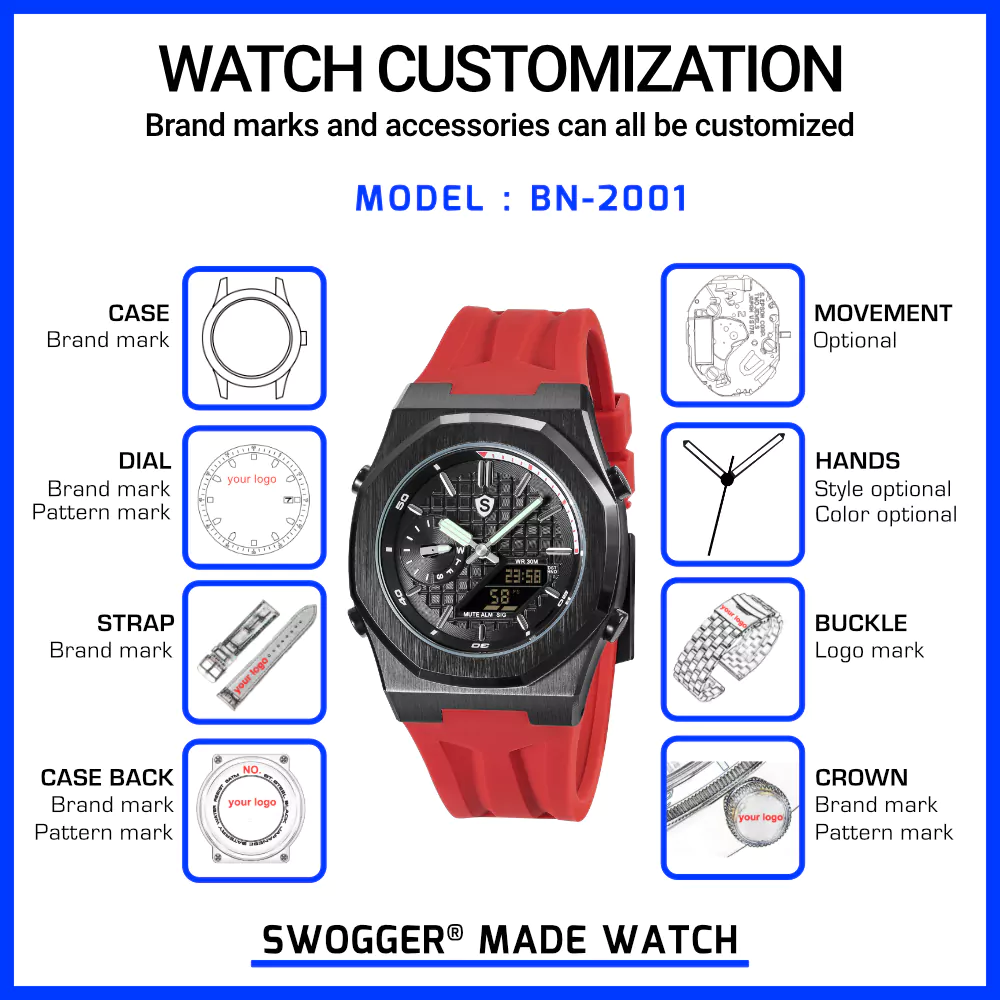 WATCH CUSTOMIZATION
Brand marks and accessories can all be customized
MODEL : BN-2001
CASE
Brand mark
DIAL
Brand mark
Pattern mark
your logo
7
STRAP
Brand mark
your logo
CASE BACK
Brand mark
Pattern mark
NO.
your logo
S
50
40
30
W
T
F
S
WR 30M
23:58
58
MUTE ALM SIG
MOVEMENT
Optional
HANDS
Style optional
Color optional
BUCKLE
Logo mark
your logo
CROWN
Brand mark
Pattern mark
your logo
SWOGGER® MADE WATCH